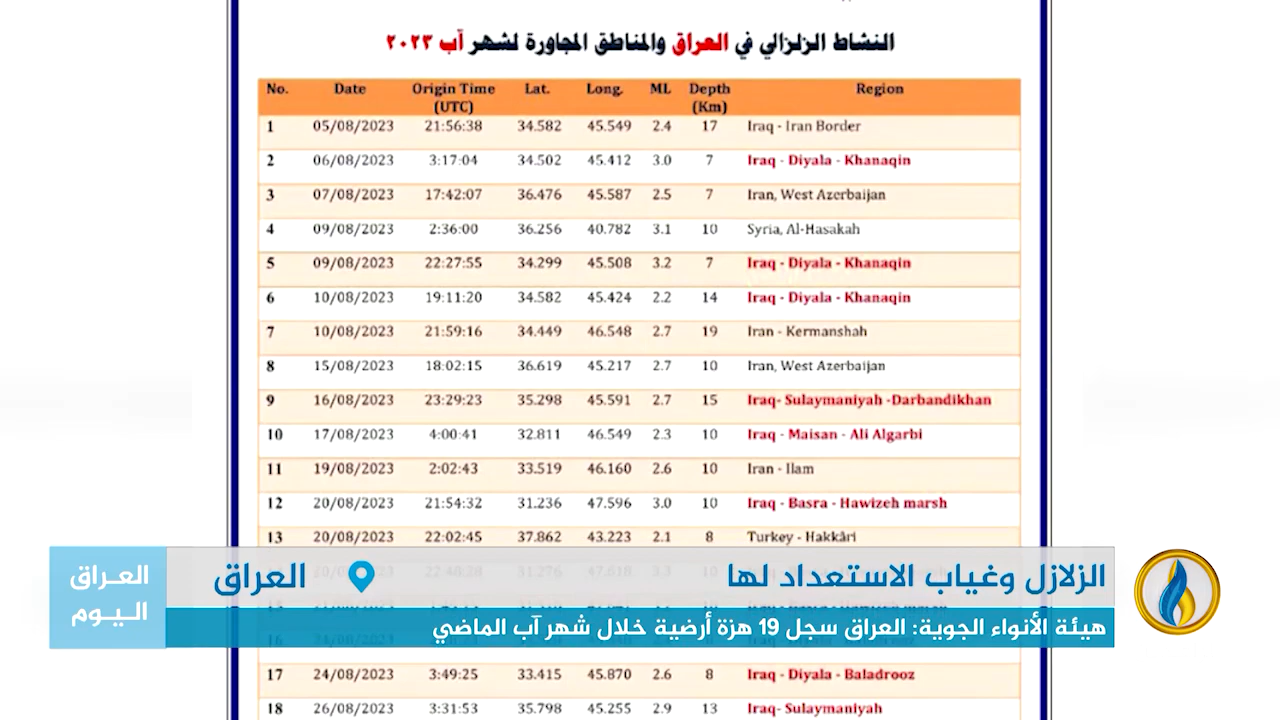 النشاط الزلزالي في العراق والمناطق المجاورة لشهر آب ٢٠٢٣
No. Date Origin Time (UTC) Lat. Long. ML Depth (Km) Region
1 05/08/2023 21:56:38 34.582 45.549 2.4 17 Iraq - Iran Border
2 06/08/2023 3:17:04 34.502 45.412 3.0 7 Iraq - Diyala - Khanaqin
3 07/08/2023 17:42:07 36.476 45.587 2.5 7 Iran, West Azerbaijan
4 09/08/2023 2:36:00 36.256 40.782 3.1 10 Syria, Al-Hasakah
5 09/08/2023 22:27:55 34.299 45.508 3.2 7 Iraq - Diyala - Khanaqin
6 10/08/2023 19:11:20 34.582 45.424 2.2 14 Iraq - Diyala - Khanaqin
7 10/08/2023 21:59:16 34.449 46.548 2.7 19 Iran - Kermanshah
8 15/08/2023 18:02:15 36.619 45.217 2.7 10 Iran, West Azerbaijan
9 16/08/2023 23:29:23 35.298 45.591 2.7 15 Iraq- Sulaymaniyah -Darbandikhan
10 17/08/2023 4:00:41 32.811 46.549 2.3 10 Iraq - Maisan - Ali Algarbi
11 19/08/2023 2:02:43 33.519 46.160 2.6 10 Iran - Ilam
12 20/08/2023 21:54:32 31.236 47.596 3.0 10 Iraq - Basra - Hawizeh marsh
13 20/08/2023 22:02:45 37.862 43.223 2.1 8 Turkey - Hakkâri
الزلازل وغياب الاستعداد لها
العراق
العراق
اليوم
هيئة الأنواء الجوية: العراق سجل 19 هزة أرضية خلال شهر آب الماضي
17 24/08/2023 3:49:25 33.415 45.870 2.6 8 Iraq - Diyala - Baladrooz
18 26/08/2023 3:31:53 35.798 45.255 2.9 13 Iraq- Sulaymaniyah